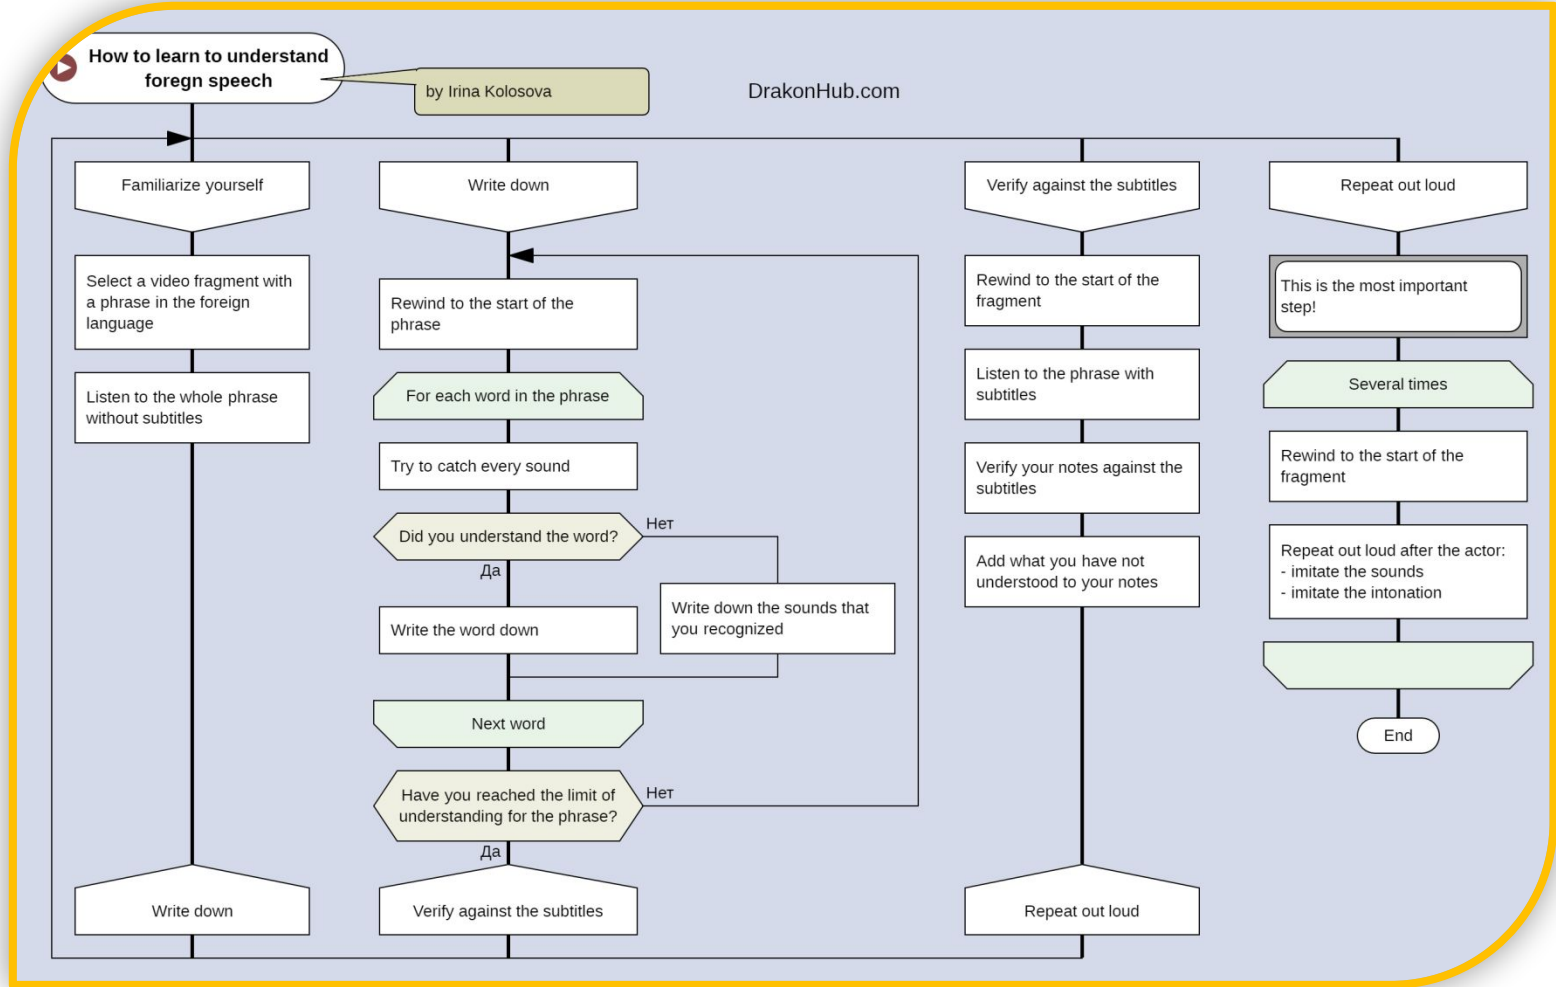 How to learn to understand
foregn speech
by Irina Kolosova
DrakonHub.com
Familiarize yourself
Select a video fragment with
a phrase in the foreign
language
Listen to the whole phrase
without subtitles
Write down
Write down
Rewind to the start of the
phrase
For each word in the phrase
Try to catch every sound
Did you understand the word?
Нет
Да
Write the word down
Write down the sounds that
you recognized
Next word
Have you reached the limit of
understanding for the phrase?
Нет
Да
Verify against the subtitles
Verify against the subtitles
Rewind to the start of the
fragment
Listen to the phrase with
subtitles
Verify your notes against the
subtitles
Add what you have not
understood to your notes
Repeat out loud
Repeat out loud
This is the most important
step!
Several times
Rewind to the start of the
fragment
Repeat out loud after the actor:
- imitate the sounds
- imitate the intonation
End